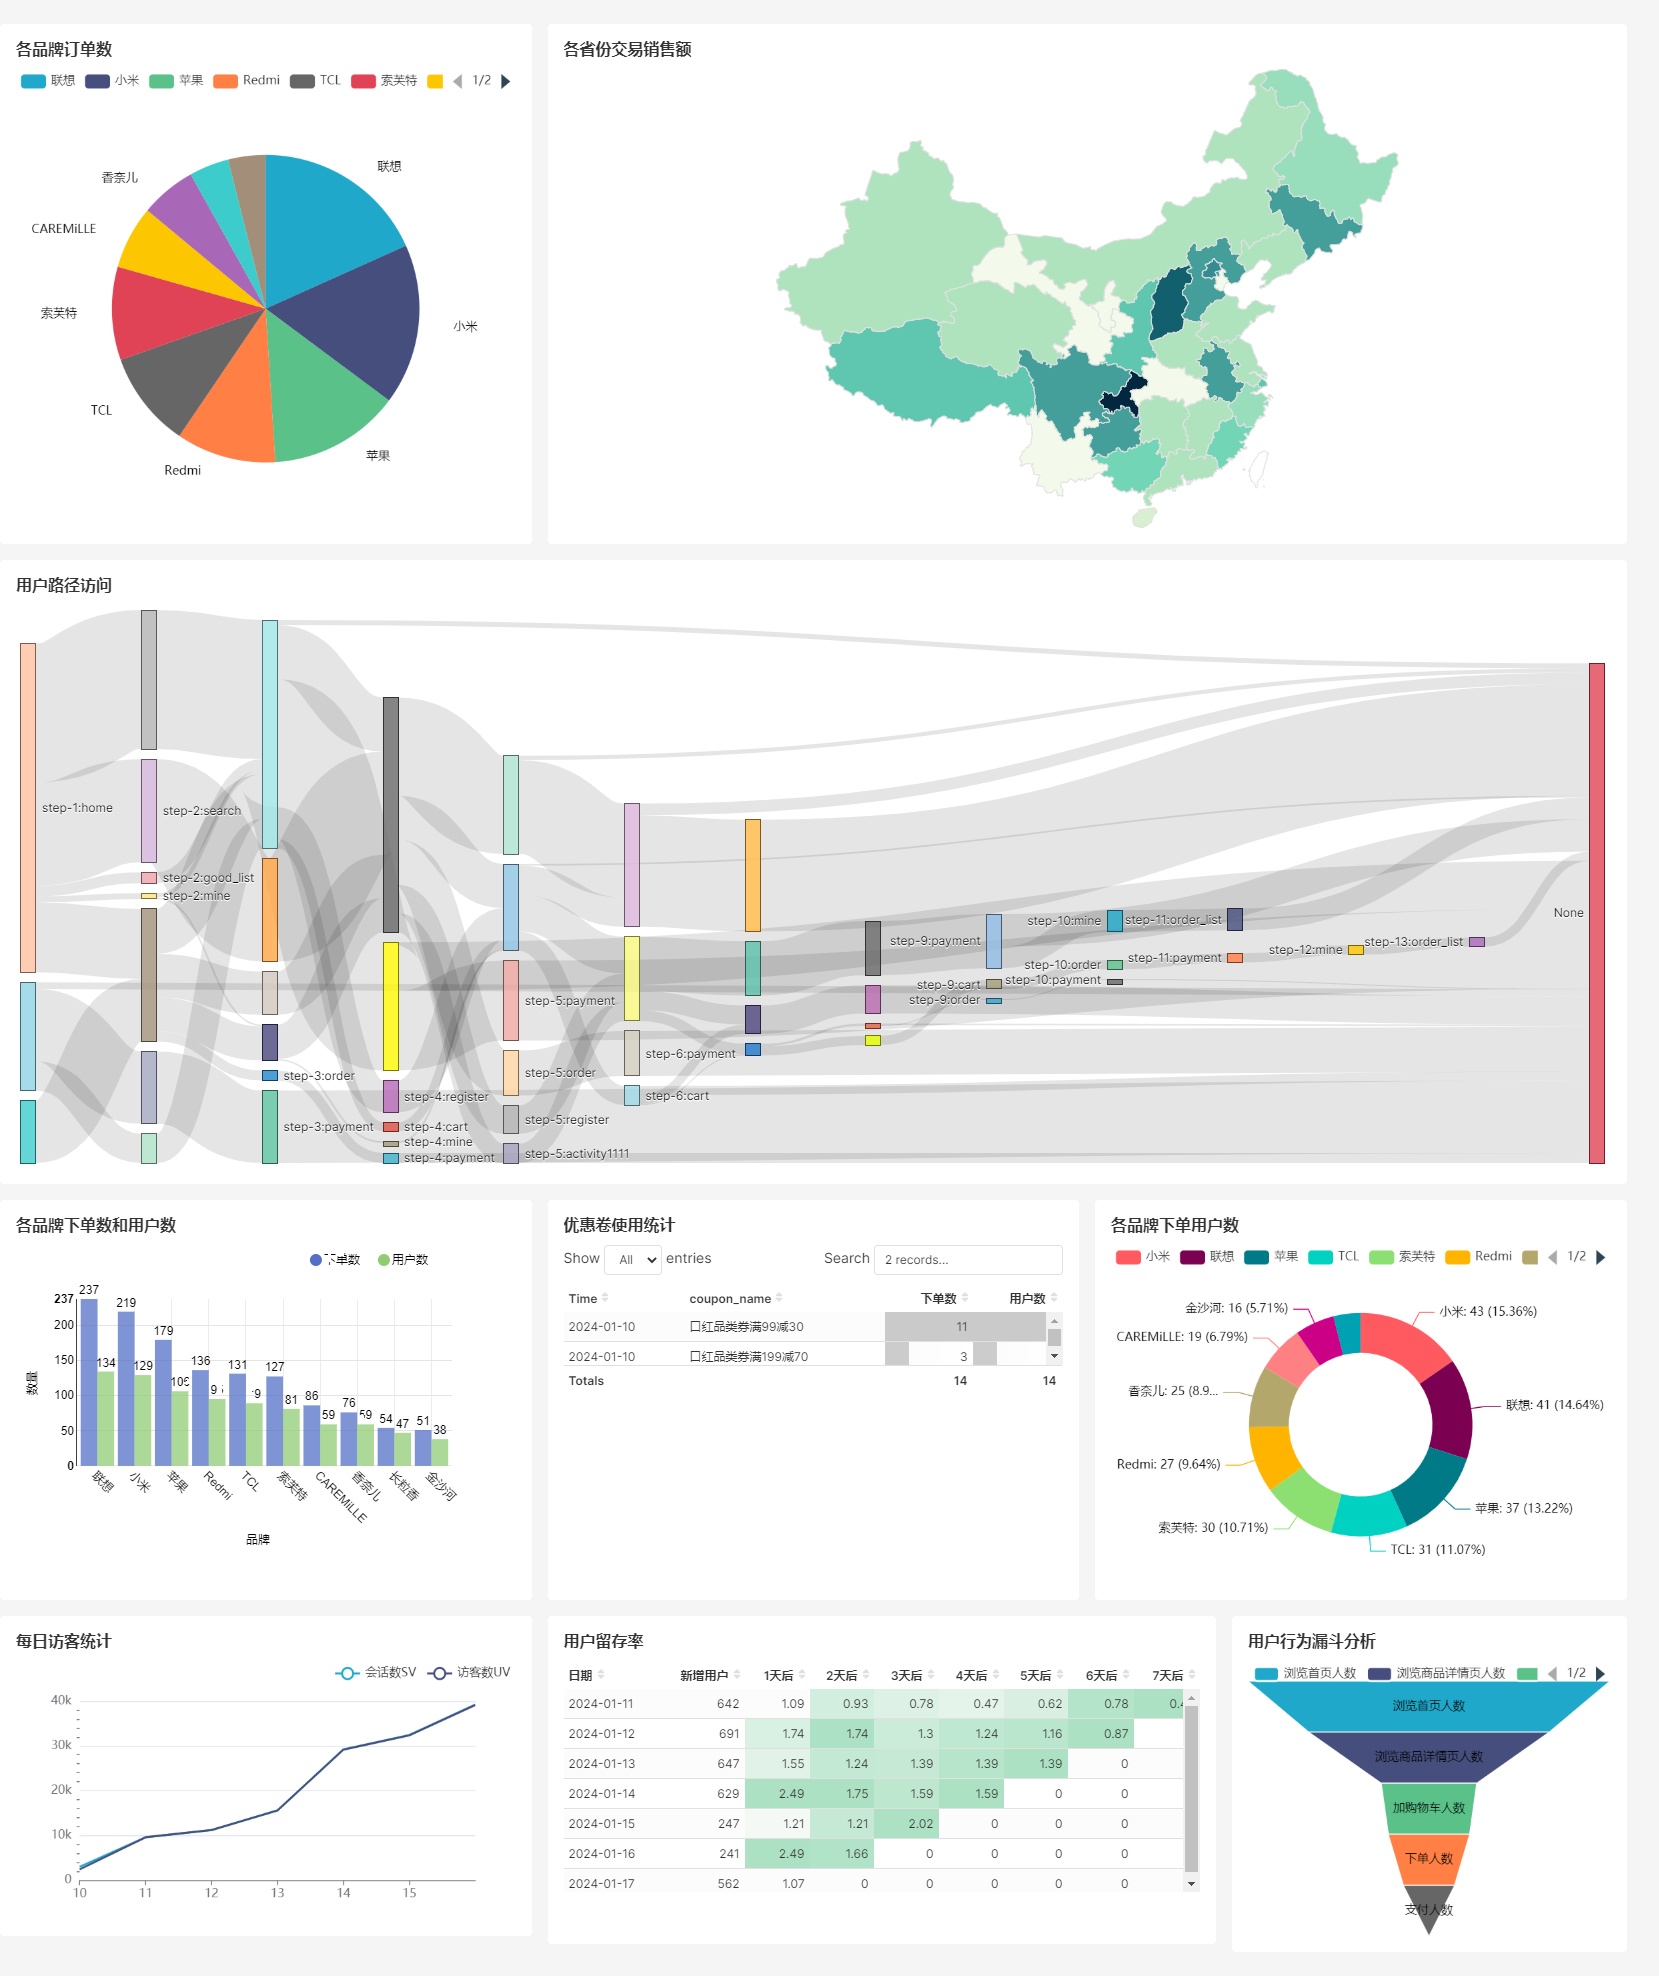 各品牌订单数
联想 小米 苹果 Redmi TCL 索芙特 1/2
联想
香奈儿
CAREMiLLE
索芙特
小米
TCL
苹果
Redmi
各省份交易销售额
用户路径访问
step-1:home
step-2:search
step-2:good_list
step-2:mine
step-3:order
step-3:payment
step-4:register
step-4:cart
step-4:mine
step-4:payment
step-5:payment
step-5:order
step-5:register
step-5:activity1111
step-6:payment
step-6:cart
step-9:payment
step-9:cart
step-9:order
step-10:mine
step-10:order
step-10:payment
step-11:order_list
step-11:payment
step-12:mine
step-13:order_list
None
各品牌下单数和用户数
下单数 用户数
237 219 179 136 131 127 86 76 54 51
134 129 81 59 59 47 38
237
200
150
100
50
0
数量
联想 小米 苹果 Redmi TCL 索芙特 CAREMiLLE 香奈儿 长粒香 金沙河
品牌
优惠卷使用统计
Show All entries Search 2 records...
Time coupon_name 下单数 用户数
2024-01-10 口红品类券满99减30 11
2024-01-10 口红品类券满199减70 3
Totals 14 14
各品牌下单用户数
小米 联想 苹果 TCL 索芙特 Redmi 1/2
金沙河: 16 (5.71%)
小米: 43 (15.36%)
CAREMiLLE: 19 (6.79%)
香奈儿: 25 (8.9...
联想: 41 (14.64%)
Redmi: 27 (9.64%)
苹果: 37 (13.22%)
索芙特: 30 (10.71%)
TCL: 31 (11.07%)
每日访客统计
会话数SV 访客数UV
40k
30k
20k
10k
0
10 11 12 13 14 15
用户留存率
日期 新增用户 1天后 2天后 3天后 4天后 5天后 6天后 7天后
2024-01-11 642 1.09 0.93 0.78 0.47 0.62 0.78
2024-01-12 691 1.74 1.74 1.3 1.24 1.16 0.87
2024-01-13 647 1.55 1.24 1.39 1.39 1.39 0
2024-01-14 629 2.49 1.75 1.59 1.59 0 0
2024-01-15 247 1.21 1.21 2.02 0 0 0
2024-01-16 241 2.49 1.66 0 0 0 0
2024-01-17 562 1.07 0 0 0 0 0
用户行为漏斗分析
浏览首页人数 浏览商品详情页人数 1/2
浏览首页人数
浏览商品详情页人数
加购物车人数
下单人数
支付人数